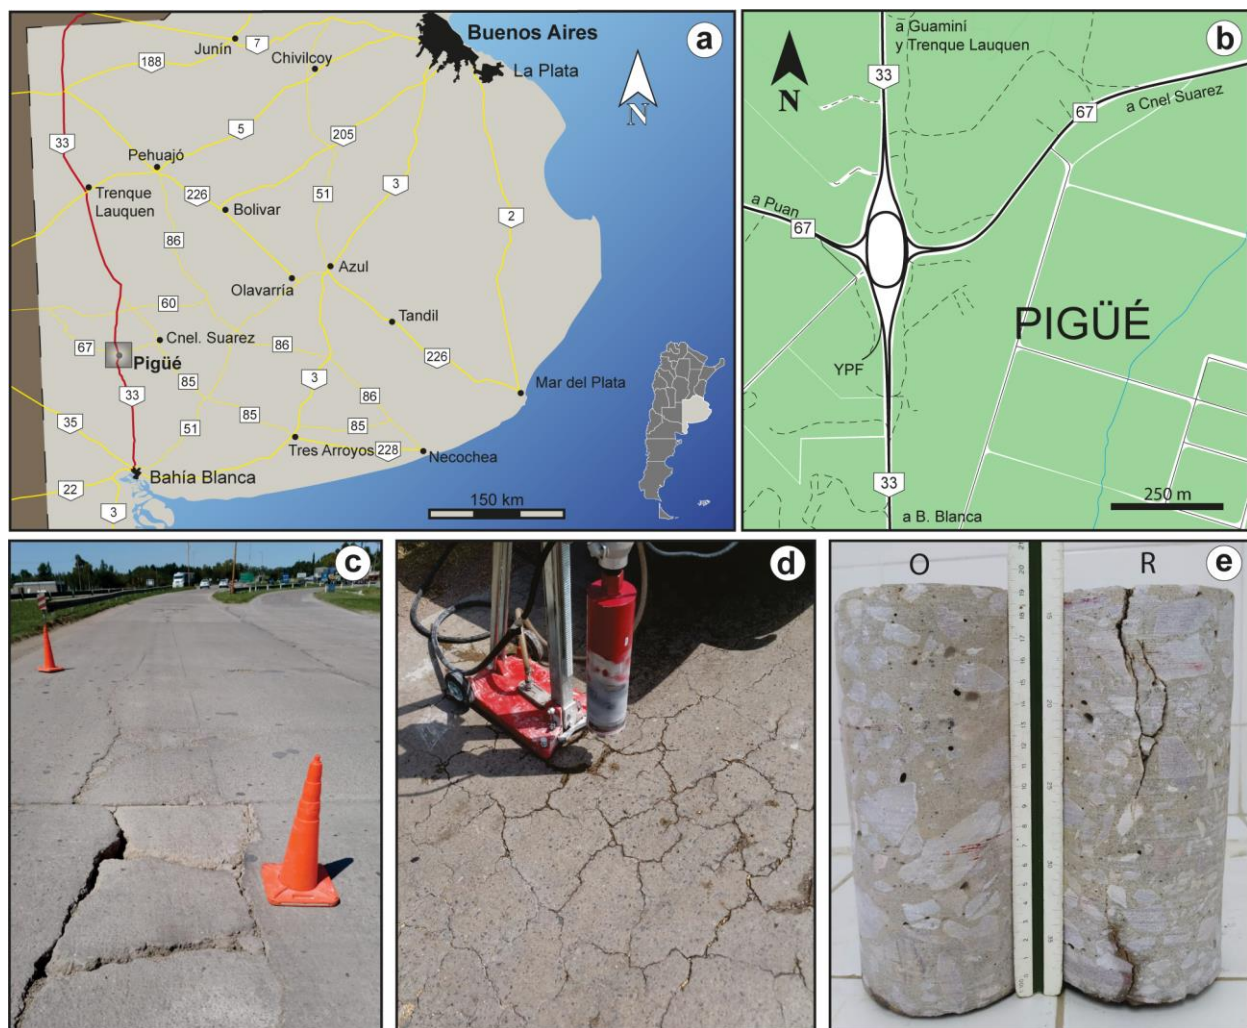 Buenos Aires
a
Junín
7
Chivilcoy
La Plata
188
N
33
5
205
Pehuajó
Trenque
Lauquen
226
Bolivar
51
3
2
86
Azul
Olavarría
60
Tandil
67
Cnel. Suarez
86
226
Pigüé
85
3
Mar del Plata
33
86
35
51
85
85
Tres Arroyos
228
Necochea
Bahía Blanca
22
3
150 km
a Guaminí
y Trenque Lauquen
b
N
33
67
a Cnel Suarez
a Puan
67
PIGÜÉ
YPF
33
a B. Blanca
250 m
c
d
O
R
e